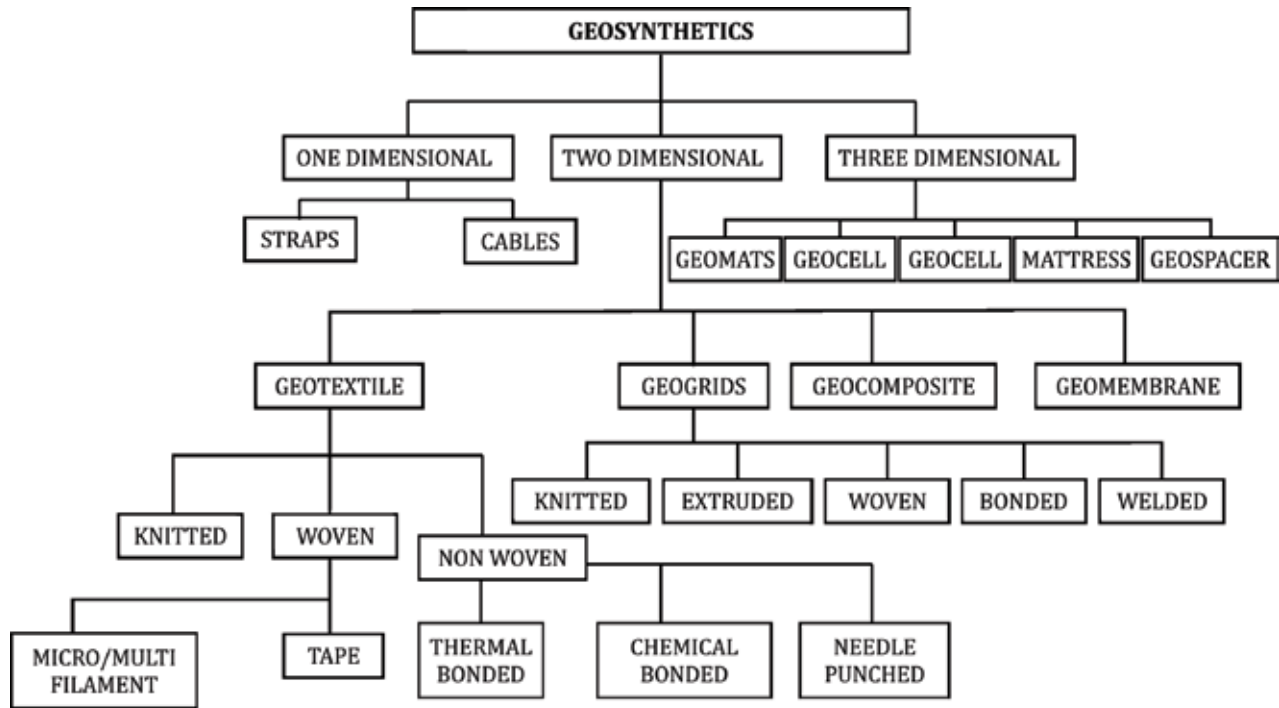 GEOSYNTHETICS
ONE DIMENSIONAL
TWO DIMENSIONAL
THREE DIMENSIONAL
STRAPS
CABLES
GEOMATS
GEOCELL
GEOCELL
MATTRESS
GEOSPACER
GEOTEXTILE
GEOGRIDS
GEOCOMPOSITE
GEOMEMBRANE
KNITTED
EXTRUDED
WOVEN
BONDED
WELDED
KNITTED
WOVEN
NON WOVEN
MICRO/MULTI
FILAMENT
TAPE
THERMAL
BONDED
CHEMICAL
BONDED
NEEDLE
PUNCHED